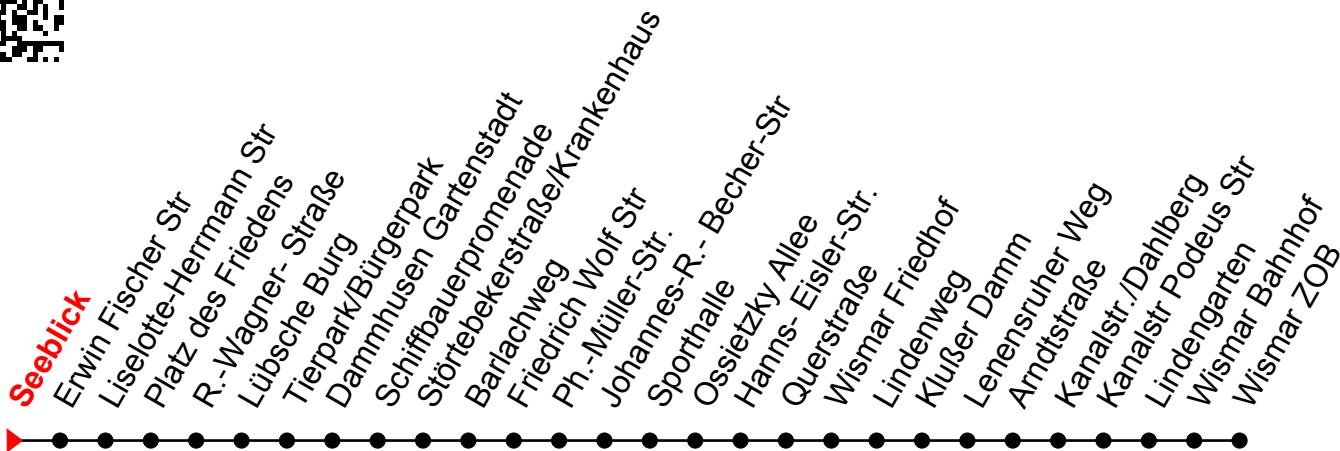 Seeblick
Erwin Fischer Str
Liselotte-Herrmann Str
Platz des Friedens
R.-Wagner- Straße
Lübsche Burg
Tierpark/Bürgerpark
Dammhusen Gartenstadt
Schiffbauerpromenade
Störtebekerstraße/Krankenhaus
Barlachweg
Friedrich Wolf Str
Ph.-Müller-Str.
Johannes-R.- Becher-Str
Sporthalle
Ossietzky Allee
Hanns- Eisler-Str.
Querstraße
Wismar Friedhof
Lindenweg
Klußer Damm
Lenensruher Weg
Arndtstraße
Kanalstr./Dahlberg
Kanalstr Podeus Str
Lindengarten
Wismar Bahnhof
Wismar ZOB